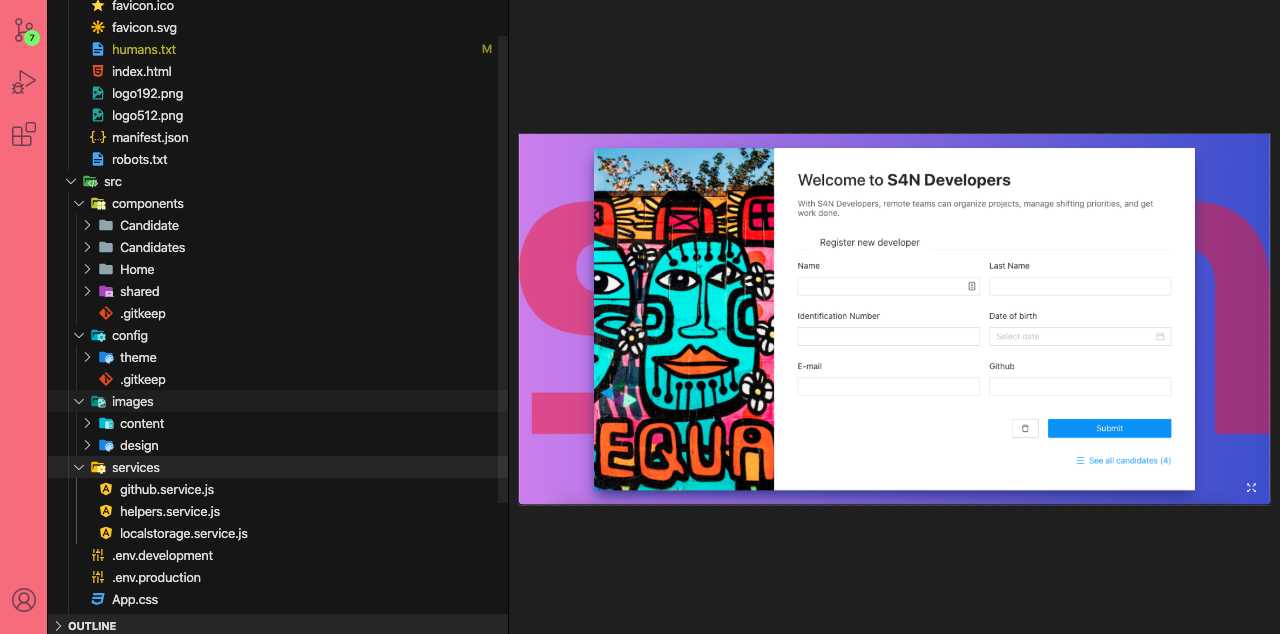 favicon.ico
7
favicon.svg
humans.txt M
index.html
logo192.png
logo512.png
manifest.json
robots.txt
src
components
Candidate
Candidates
Home
shared
.gitkeep
config
theme
.gitkeep
images
content
design
services
github.service.js
helpers.service.js
localstorage.service.js
.env.development
.env.production
App.css
OUTLINE
EQUA
Welcome to S4N Developers
With S4N Developers, remote teams can organize projects, manage shifting priorities, and get
work done.
Register new developer
Name Last Name
Identification Number Date of birth
Select date
E-mail Github
Submit
See all candidates (4)